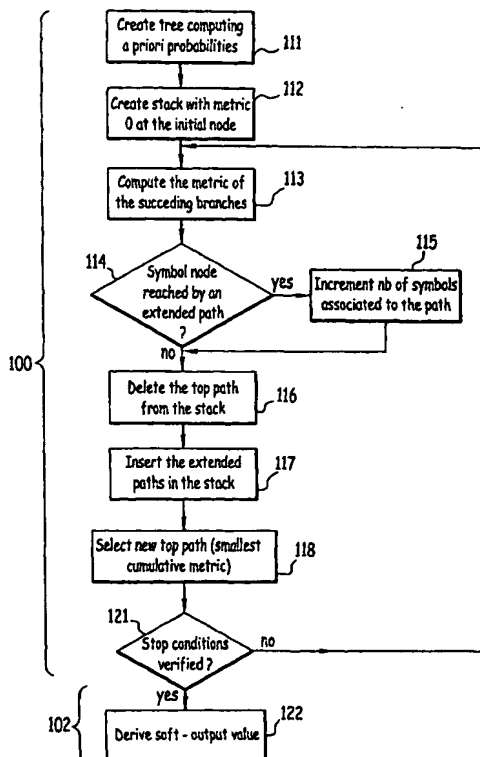 Create tree computing
a priori probabilities
111
Create stack with metric
0 at the initial node
112
Compute the metric of
the succeding branches
113
114
Symbol node
reached by an
extended path
?
yes
no
115
Increment nb of symbols
associated to the path
100
Delete the top path
from the stack
116
Insert the extended
paths in the stack
117
Select new top path (smallest
cumulative metric)
118
121
Stop conditions
verified ?
no
yes
102
Derive soft - output value
122